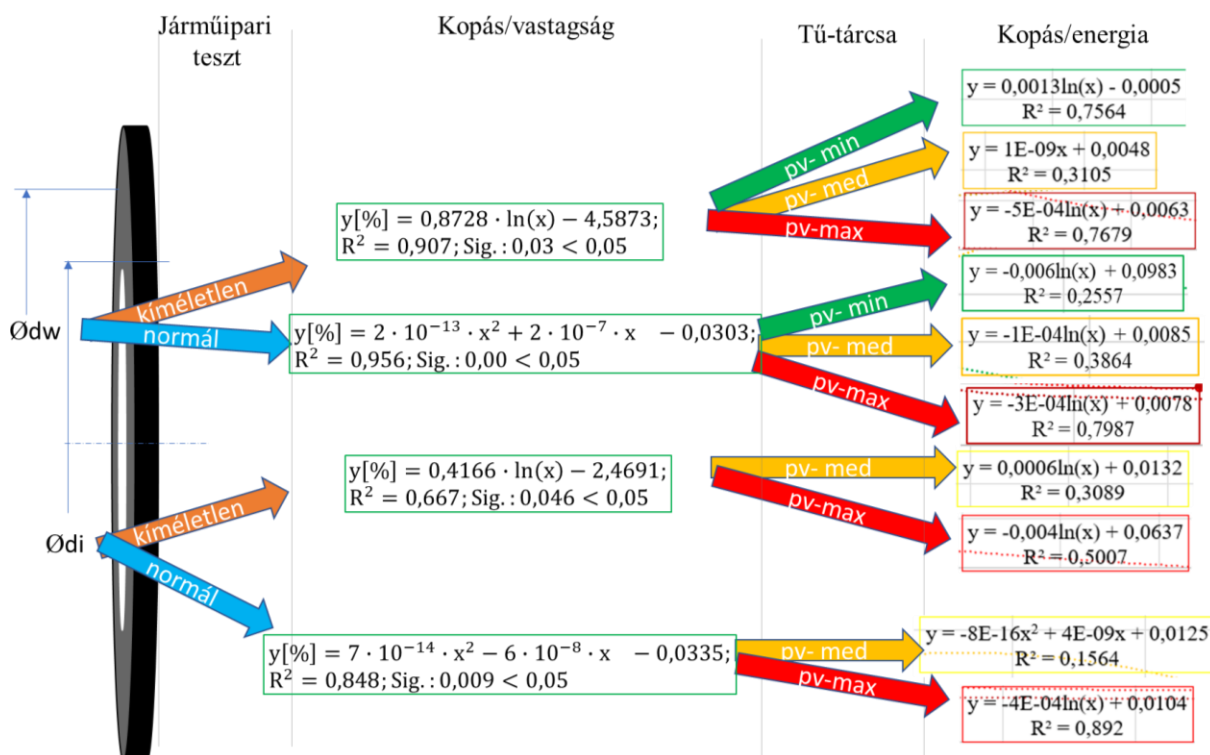 Járműipari
teszt
Kopás/vastagság
Tű-tárcsa
Kopás/energia
Ødw
kíméletlen
normál
y[%] = 0,8728 · ln(x) − 4,5873;
R² = 0,907; Sig.: 0,03 < 0,05
pv- min
pv- med
pv-max
y = 0,0013ln(x) - 0,0005
R² = 0,7564
y = 1E-09x + 0,0048
R² = 0,3105
y = -5E-04ln(x) + 0,0063
R² = 0,7679
y[%] = 2 · 10⁻¹³ · x² + 2 · 10⁻⁷ · x − 0,0303;
R² = 0,956; Sig.: 0,00 < 0,05
pv- min
pv- med
pv-max
y = -0,006ln(x) + 0,0983
R² = 0,2557
y = -1E-04ln(x) + 0,0085
R² = 0,3864
y = -3E-04ln(x) + 0,0078
R² = 0,7987
Ødi
kíméletlen
normál
y[%] = 0,4166 · ln(x) − 2,4691;
R² = 0,667; Sig.: 0,046 < 0,05
pv- med
pv-max
y = 0,0006ln(x) + 0,0132
R² = 0,3089
y = -0,004ln(x) + 0,0637
R² = 0,5007
y[%] = 7 · 10⁻¹⁴ · x² − 6 · 10⁻⁸ · x − 0,0335;
R² = 0,848; Sig.: 0,009 < 0,05
pv- med
pv-max
y = -8E-16x² + 4E-09x + 0,0125
R² = 0,1564
y = -4E-04ln(x) + 0,0104
R² = 0,892